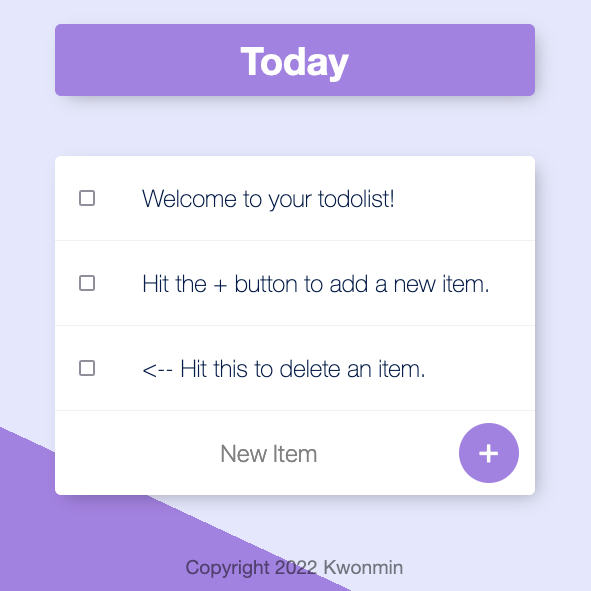 Today
Welcome to your todolist!
Hit the + button to add a new item.
<-- Hit this to delete an item.
New Item
+
Copyright 2022 Kwonmin